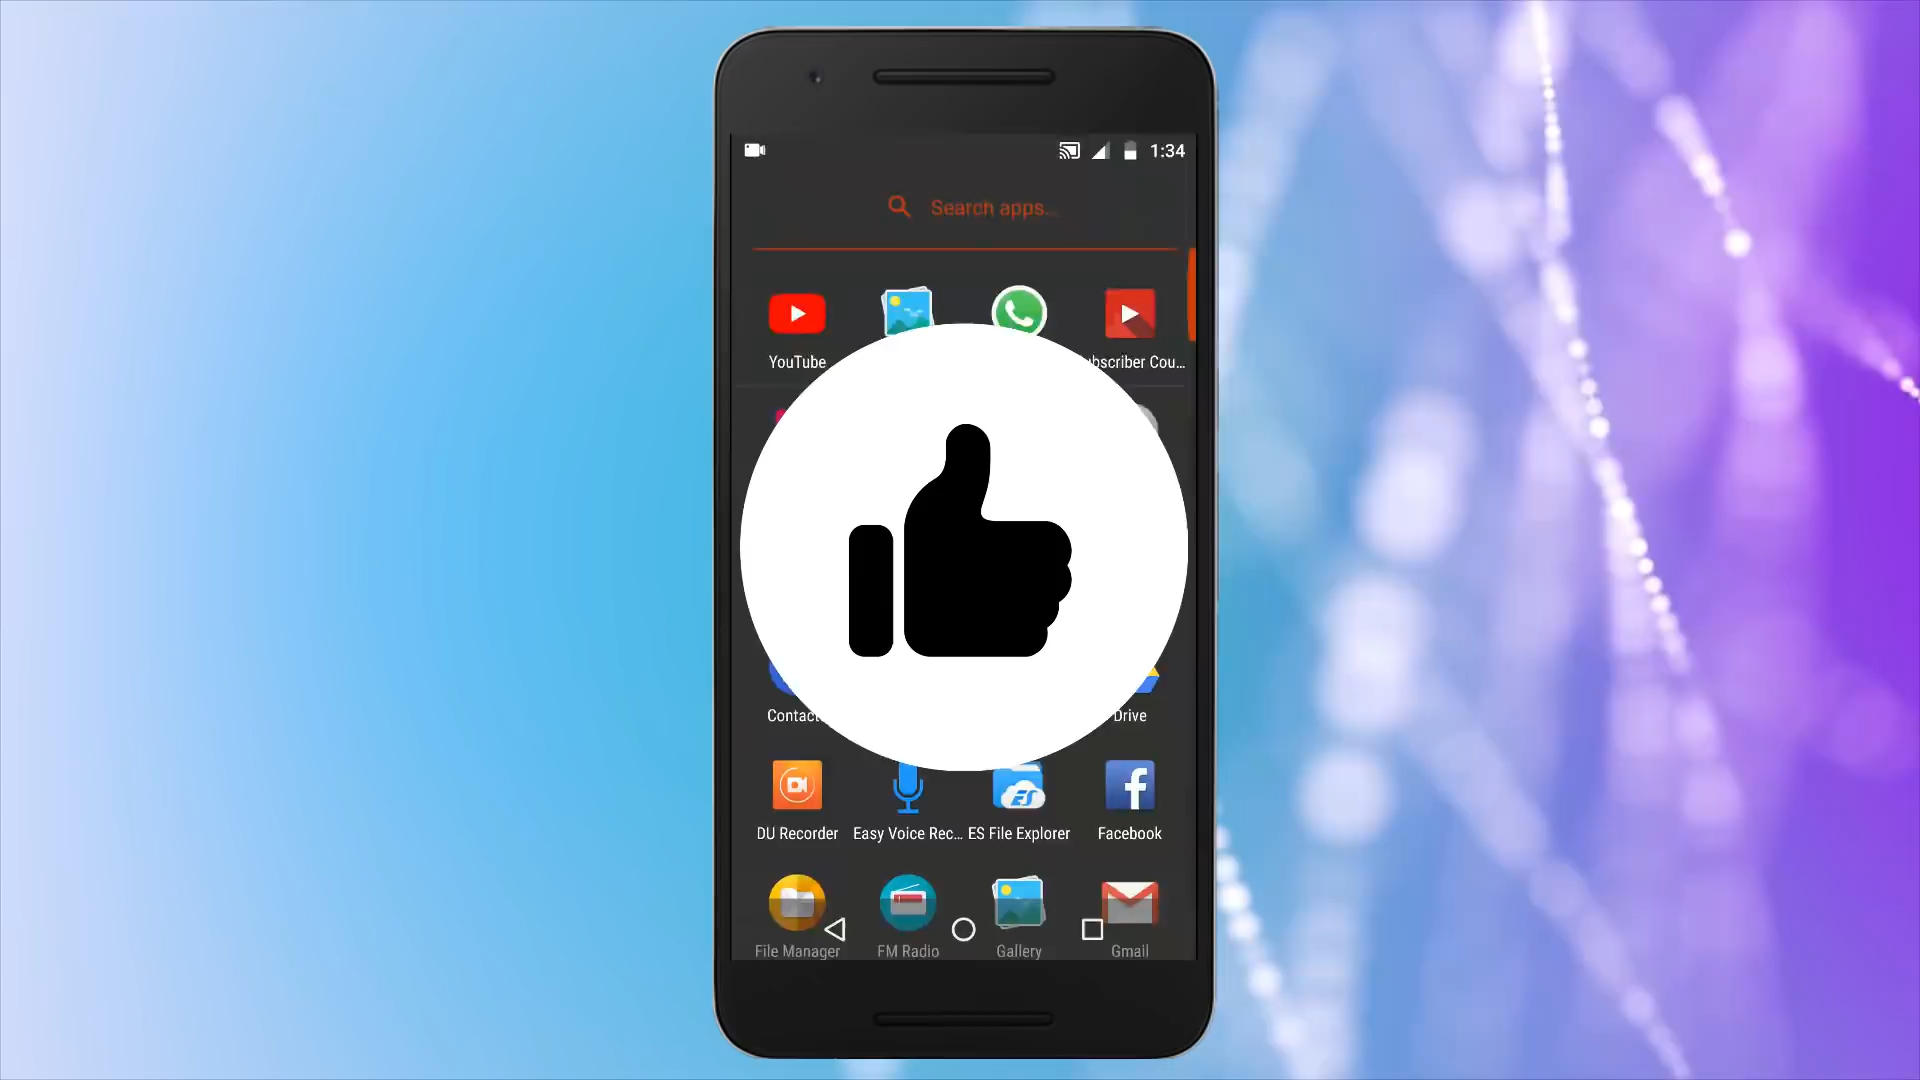 1:34
Search apps...
YouTube
bscriber Cou...
Contact
Drive
DU Recorder
Easy Voice Rec...
ES File Explorer
Facebook
File Manager
FM Radio
Gallery
Gmail